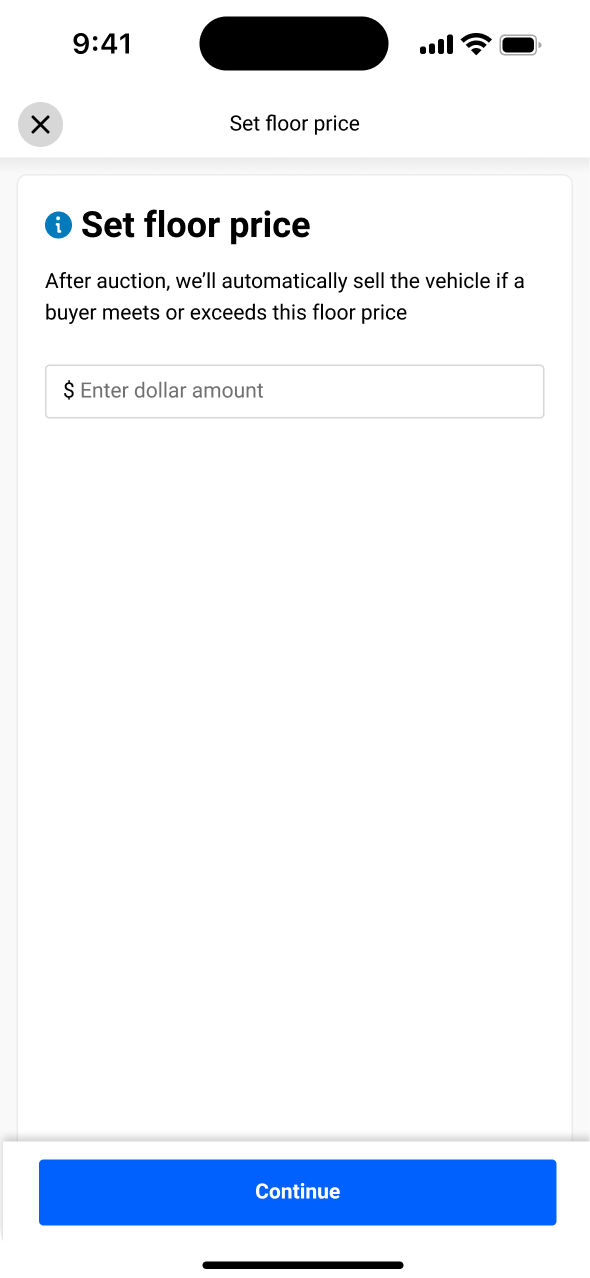 9:41
Set floor price
Set floor price
After auction, we’ll automatically sell the vehicle if a
buyer meets or exceeds this floor price
$ Enter dollar amount
Continue